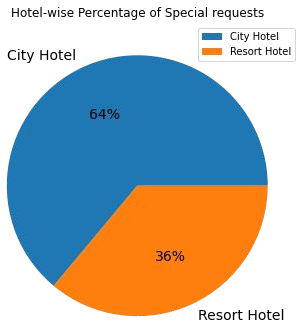 Hotel-wise Percentage of Special requests
City Hotel
Resort Hotel
City Hotel
64%
36%
Resort Hotel